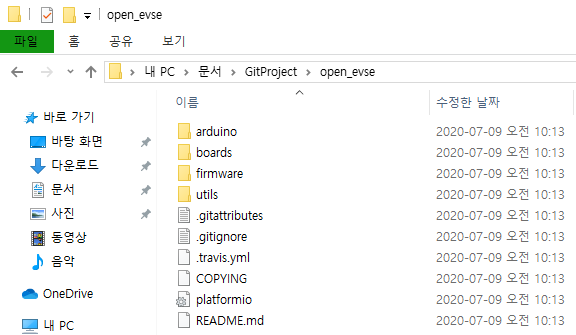 open_evse
파일 홈 공유 보기
내 PC 문서 GitProject open_evse
이름 수정한 날짜
바로 가기
바탕 화면
다운로드
문서
사진
동영상
음악
OneDrive
내 PC
arduino 2020-07-09 오전 10:13
boards 2020-07-09 오전 10:13
firmware 2020-07-09 오전 10:13
utils 2020-07-09 오전 10:13
.gitattributes 2020-07-09 오전 10:13
.gitignore 2020-07-09 오전 10:13
.travis.yml 2020-07-09 오전 10:13
COPYING 2020-07-09 오전 10:13
platformio 2020-07-09 오전 10:13
README.md 2020-07-09 오전 10:13